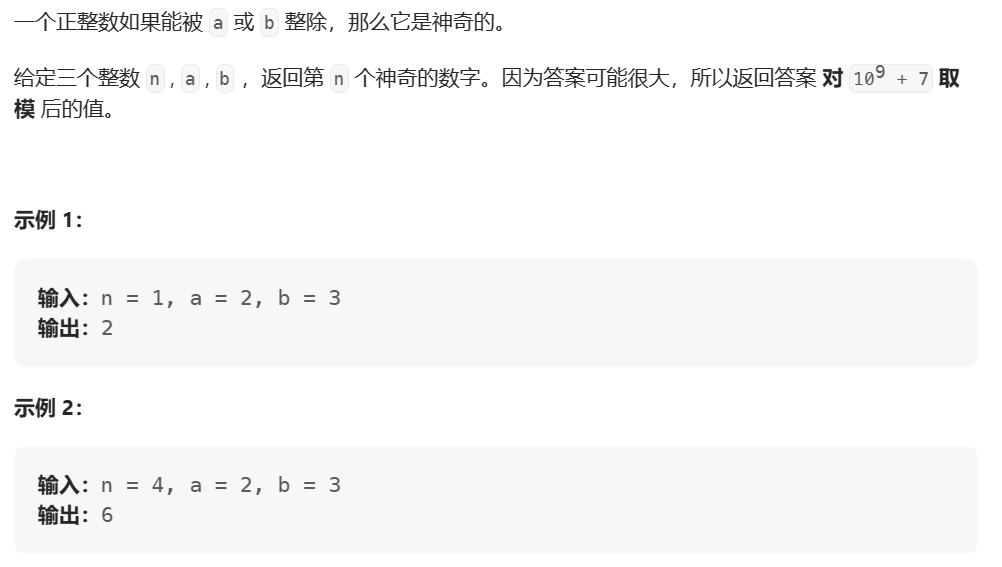 一个正整数如果能被 a 或 b 整除，那么它是神奇的。
给定三个整数 n , a , b ，返回第 n 个神奇的数字。因为答案可能很大，所以返回答案 对 10⁹ + 7 取
模 后的值。
示例 1：
输入：n = 1, a = 2, b = 3
输出：2
示例 2：
输入：n = 4, a = 2, b = 3
输出：6